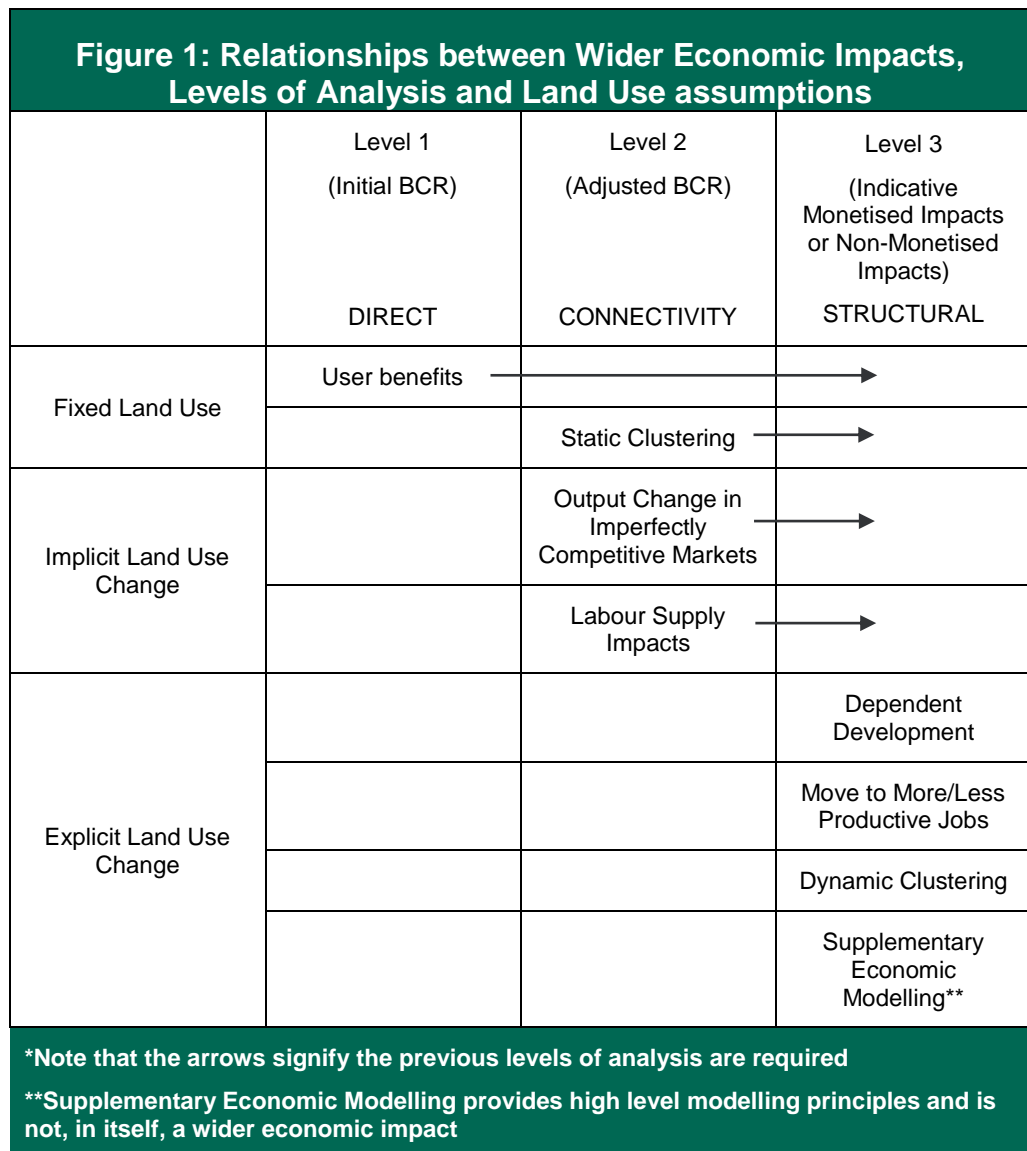 Figure 1: Relationships between Wider Economic Impacts,
Levels of Analysis and Land Use assumptions
Level 1
(Initial BCR)
DIRECT
Level 2
(Adjusted BCR)
CONNECTIVITY
Level 3
(Indicative
Monetised Impacts
or Non-Monetised
Impacts)
STRUCTURAL
Fixed Land Use
User benefits
Static Clustering
Implicit Land Use
Change
Output Change in
Imperfectly
Competitive Markets
Labour Supply
Impacts
Explicit Land Use
Change
Dependent
Development
Move to More/Less
Productive Jobs
Dynamic Clustering
Supplementary
Economic
Modelling**
*Note that the arrows signify the previous levels of analysis are required
**Supplementary Economic Modelling provides high level modelling principles and is
not, in itself, a wider economic impact